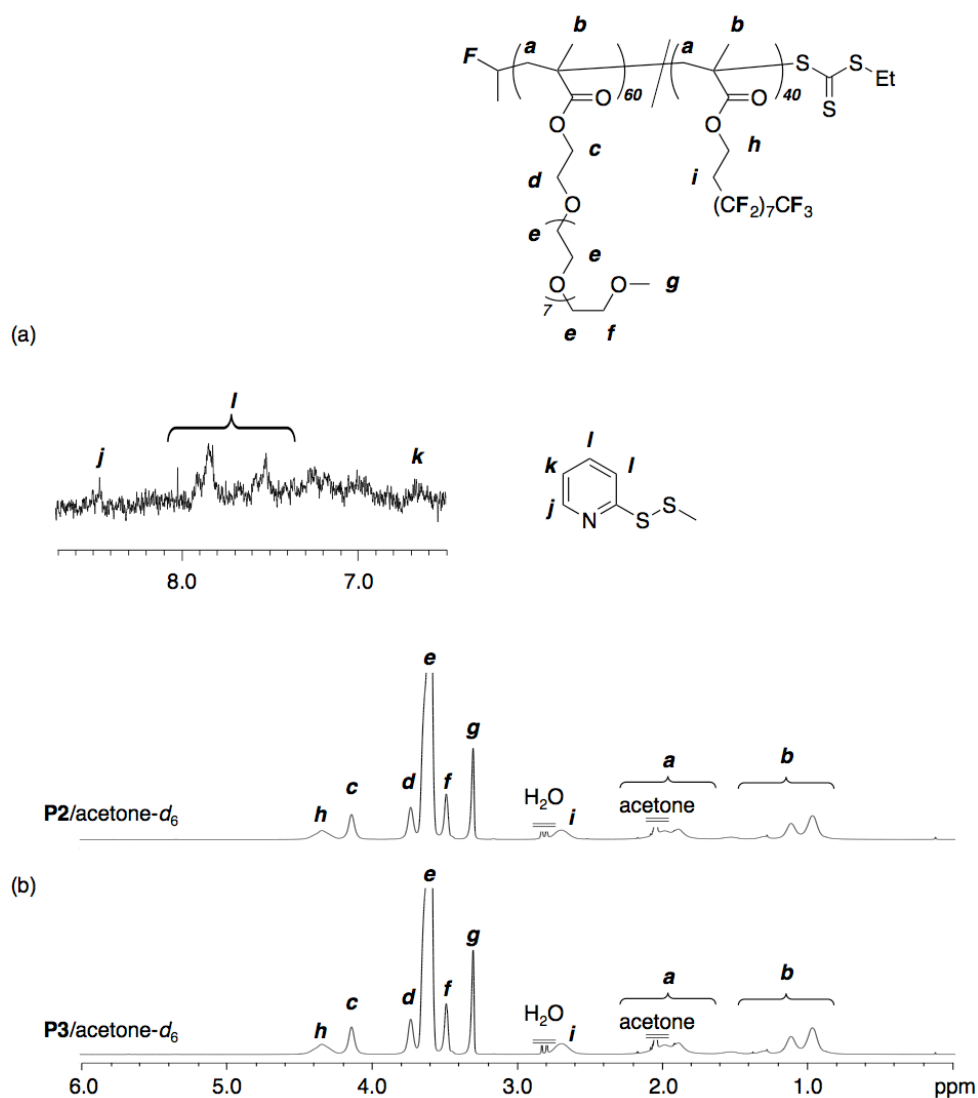 b b
a a
F S S
60 40 Et
O O S
O O
c h
d i
O (CF2)7CF3
e
e
O O g
7
e f
(a)
l
j k
l
k l
j
N S S
8.0 7.0
e
g
c d f H2O a b
P2/acetone-d6 h i acetone
(b)
e
g
c d f H2O a b
P3/acetone-d6 h i acetone
6.0 5.0 4.0 3.0 2.0 1.0 ppm